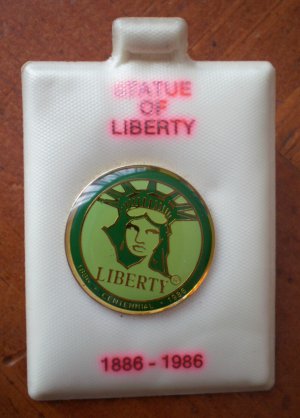 STATUE
OF
LIBERTY
LIBERTY
1886 • CENTENNIAL • 1986
1886 - 1986